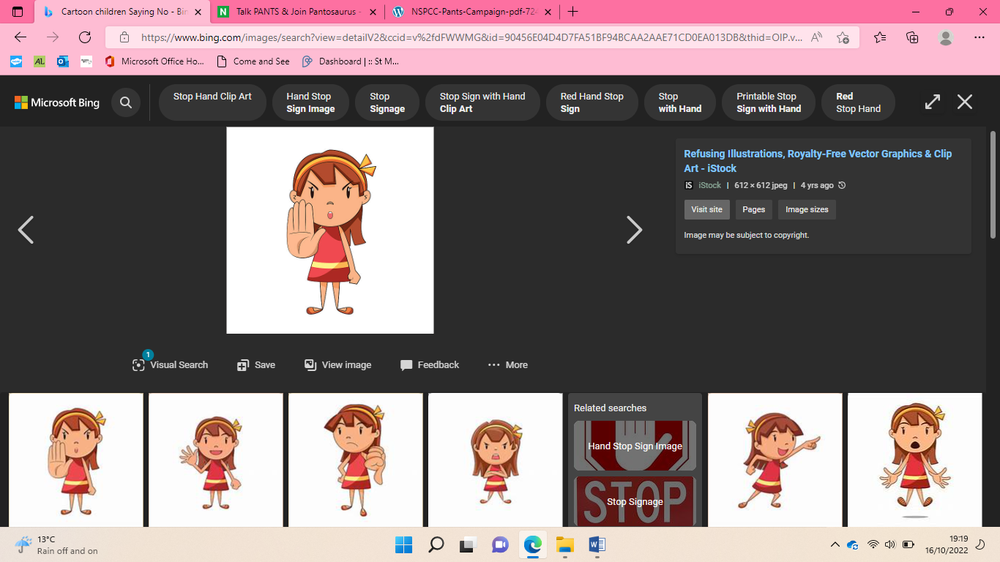 Cartoon children Saying No - Bin
Talk PANTS & Join Pantosaurus -
NSPCC-Pants-Campaign-pdf-724
https://www.bing.com/images/search?view=detailV2&ccid=v%2fdFWWMG&id=90456E04D4D7FA51BF94BCAA2AAE71CD0EA013DB&thid=OIP.v...
AL
Microsoft Office Ho...
Come and See
Dashboard | :: St M...
Microsoft Bing
Stop Hand Clip Art
Hand Stop
Sign Image
Stop
Signage
Stop Sign with Hand
Clip Art
Red Hand Stop
Sign
Stop
with Hand
Printable Stop
Sign with Hand
Red
Stop Hand
Refusing Illustrations, Royalty-Free Vector Graphics & Clip
Art - iStock
iS iStock | 612 × 612 jpeg | 4 yrs ago
Visit site
Pages
Image sizes
Image may be subject to copyright.
1
Visual Search
Save
View image
Feedback
More
Related searches
Hand Stop Sign Image
STOP
Stop Signage
13°C
Rain off and on
19:19
16/10/2022